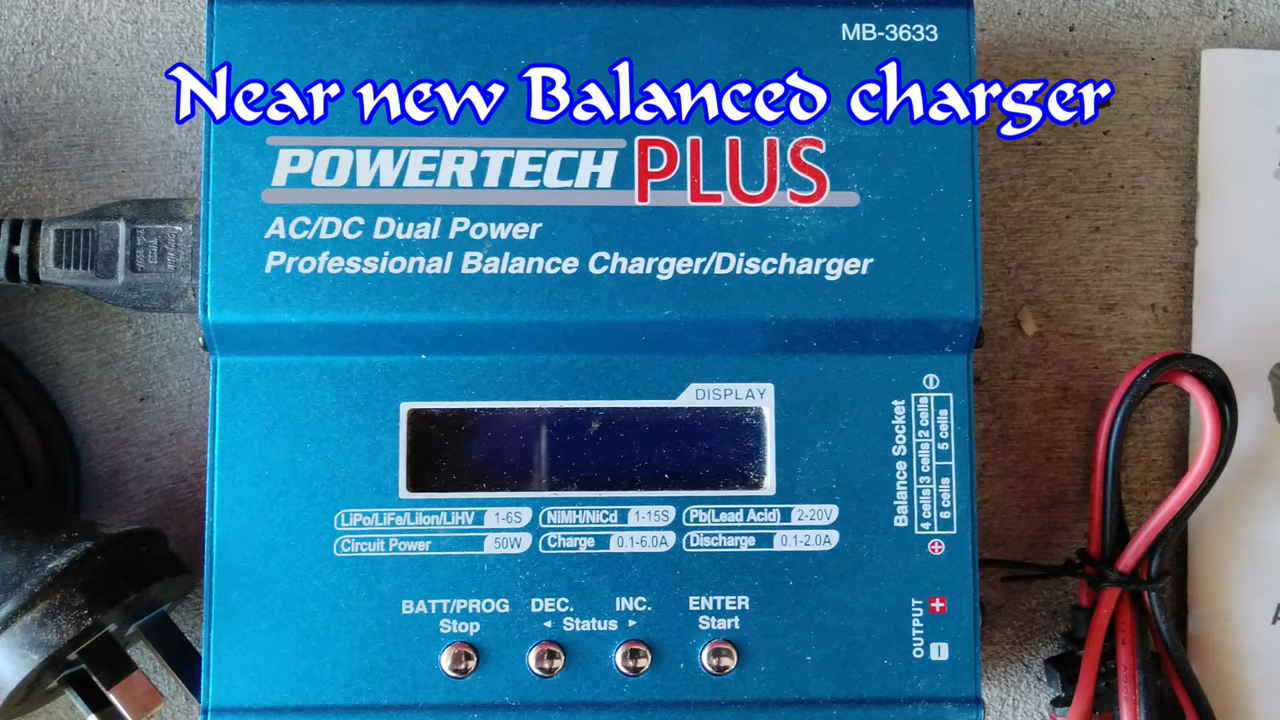 MB-3633
Near new Balanced charger
POWERTECH PLUS
AC/DC Dual Power
Professional Balance Charger/Discharger
DISPLAY
LiPo/LiFe/LiIon/LiHV 1-6S
NiMH/NiCd 1-15S
Pb(Lead Acid) 2-20V
Circuit Power 50W
Charge 0.1-6.0A
Discharge 0.1-2.0A
BATT/PROG
Stop
DEC. INC.
◄ Status ►
ENTER
Start
Balance Socket
4 cells 3 cells 2 cells
6 cells 5 cells
OUTPUT